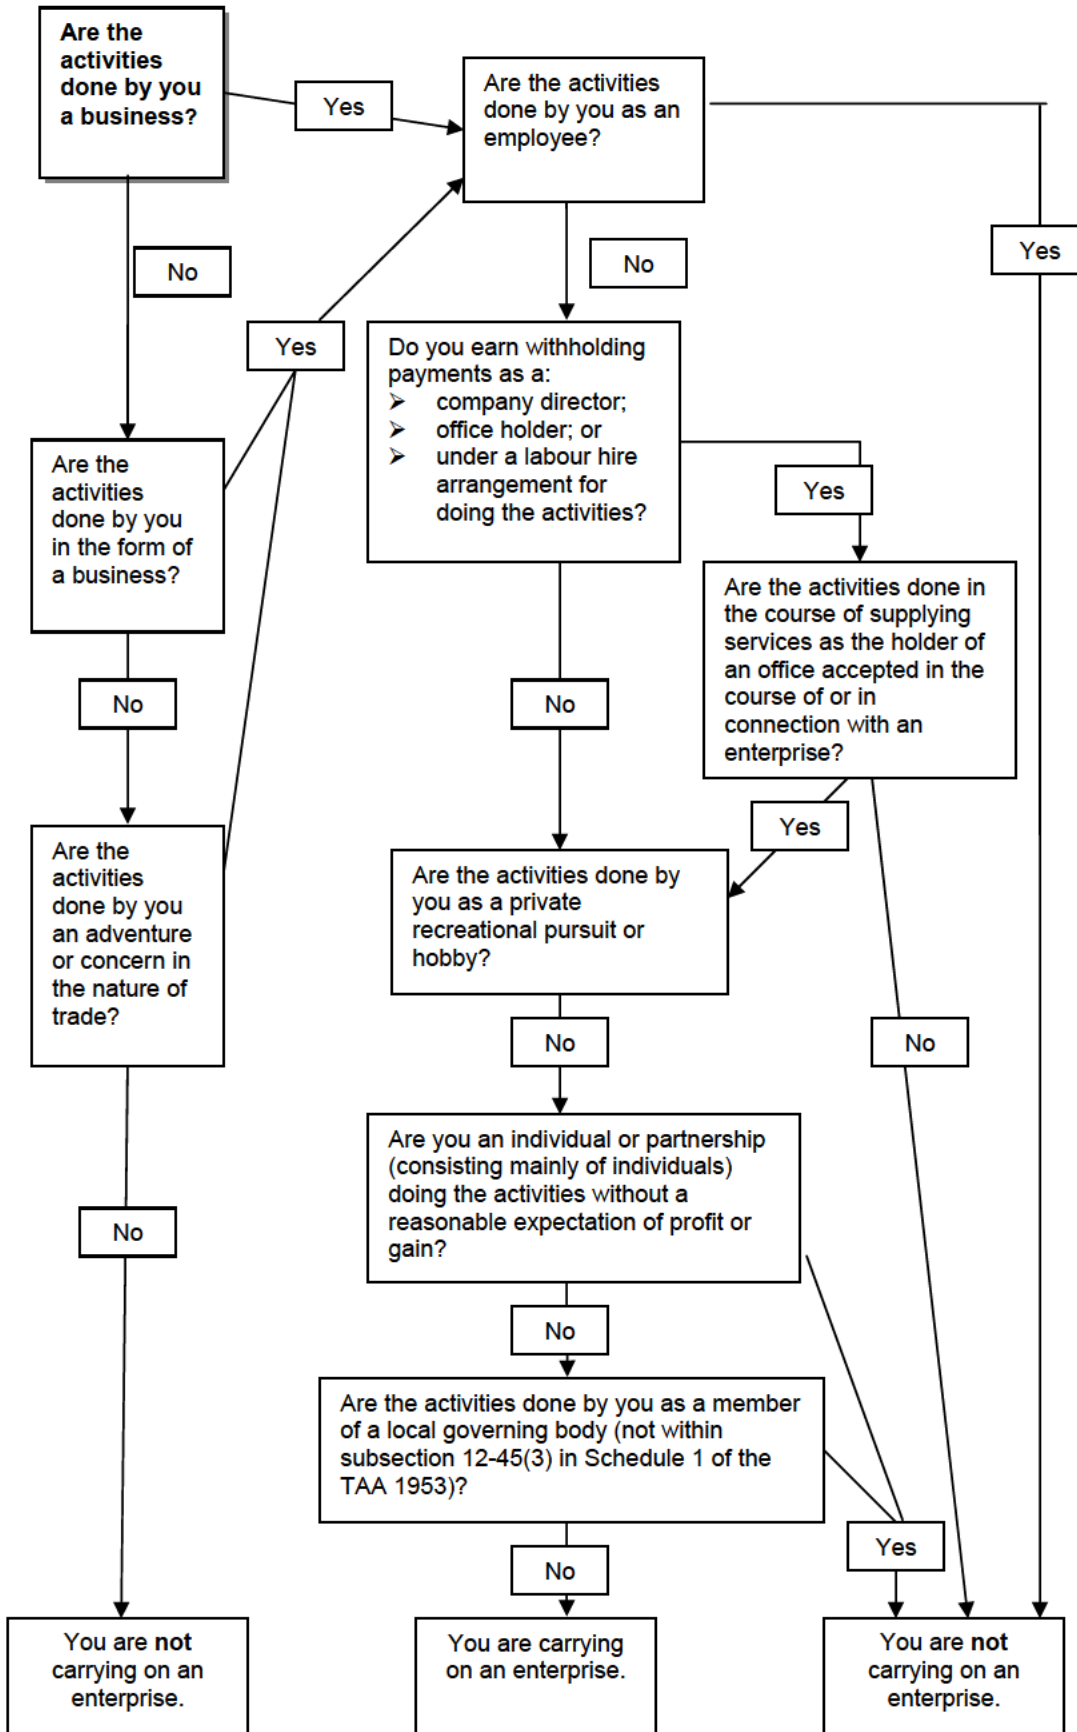 Are the
activities
done by you
a business?
Yes
Are the activities
done by you as an
employee?
Yes
No
No
Yes
Do you earn withholding
payments as a:
➢ company director;
➢ office holder; or
➢ under a labour hire
arrangement for
doing the activities?
Yes
Are the
activities
done by you
in the form of
a business?
Are the activities done in
the course of supplying
services as the holder of
an office accepted in the
course of or in
connection with an
enterprise?
No
No
Yes
Are the
activities
done by you
an adventure
or concern in
the nature of
trade?
Are the activities done by
you as a private
recreational pursuit or
hobby?
No
No
Are you an individual or partnership
(consisting mainly of individuals)
doing the activities without a
reasonable expectation of profit or
gain?
No
No
Are the activities done by you as a member
of a local governing body (not within
subsection 12-45(3) in Schedule 1 of the
TAA 1953)?
Yes
No
You are not
carrying on an
enterprise.
You are carrying
on an enterprise.
You are not
carrying on an
enterprise.